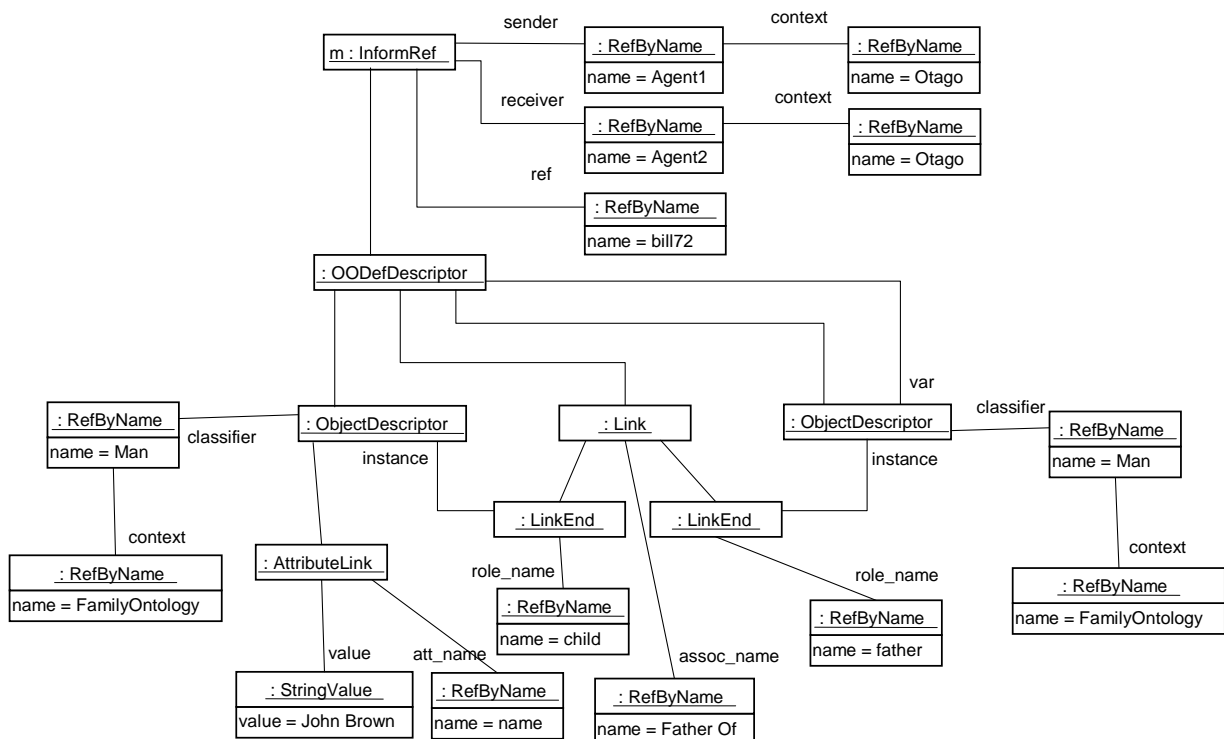 sender
context
m : InformRef
: RefByName
name = Agent1
: RefByName
name = Otago
receiver
context
: RefByName
name = Agent2
: RefByName
name = Otago
ref
: RefByName
name = bill72
: OODefDescriptor
var
: RefByName
name = Man
classifier
: ObjectDescriptor
instance
: Link
: ObjectDescriptor
instance
classifier
: RefByName
name = Man
context
: LinkEnd
: LinkEnd
context
: RefByName
name = FamilyOntology
: AttributeLink
role_name
: RefByName
name = child
role_name
: RefByName
name = father
: RefByName
name = FamilyOntology
value
att_name
assoc_name
: StringValue
value = John Brown
: RefByName
name = name
: RefByName
name = Father Of